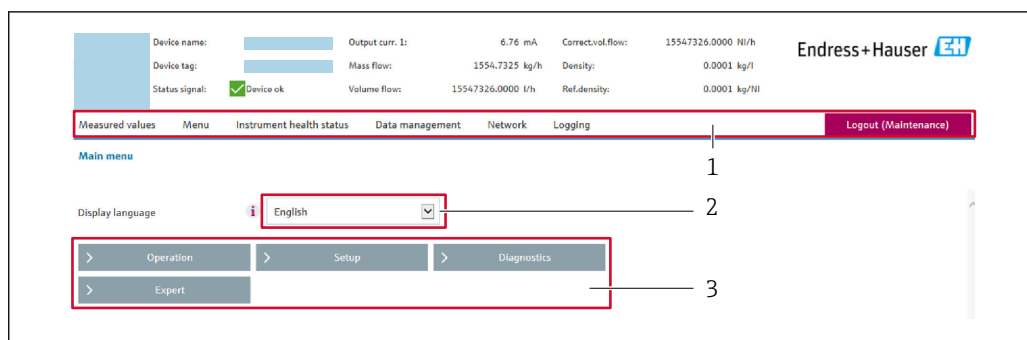 Device name: Output curr. 1: 6.76 mA Correct.vol.flow: 15547326.0000 Nl/h
Endress+Hauser EH
Device tag: Mass flow: 1554.7325 kg/h Density: 0.0001 kg/l
Status signal: Device ok Volume flow: 15547326.0000 l/h Ref.density: 0.0001 kg/Nl
Measured values Menu Instrument health status Data management Network Logging Logout (Maintenance)
1
Main menu
Display language i English 2
> Operation > Setup > Diagnostics
> Expert 3